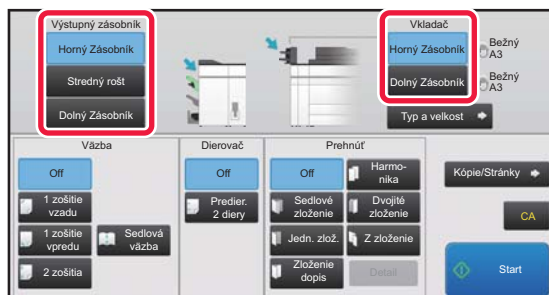 Výstupný zásobník
Horný Zásobník
Stredný rošt
Dolný Zásobník
Vkladač
Horný Zásobník
Bežný
A3
Dolný Zásobník
Bežný
A3
Typ a velkost
Väzba
Off
1 zošitie
vzadu
1 zošitie
vpredu
Sedlová
väzba
2 zošitia
Dierovač
Off
Predier.
2 diery
Prehnúť
Off
Harmo-
nika
Sedlové
zloženie
Dvojité
zloženie
Jedn. zlož.
Z zloženie
Zloženie
dopis
Detail
Kópie/Stránky
CA
Start